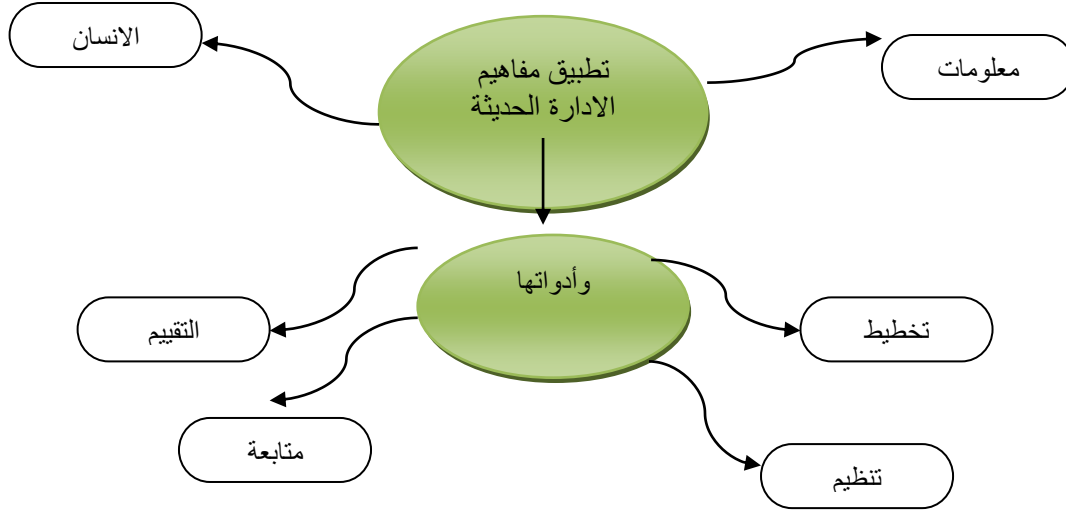 تطبيق مفاهيم
الادارة الحديثة
معلومات
الانسان
وأدواتها
تخطيط
تنظيم
متابعة
التقييم